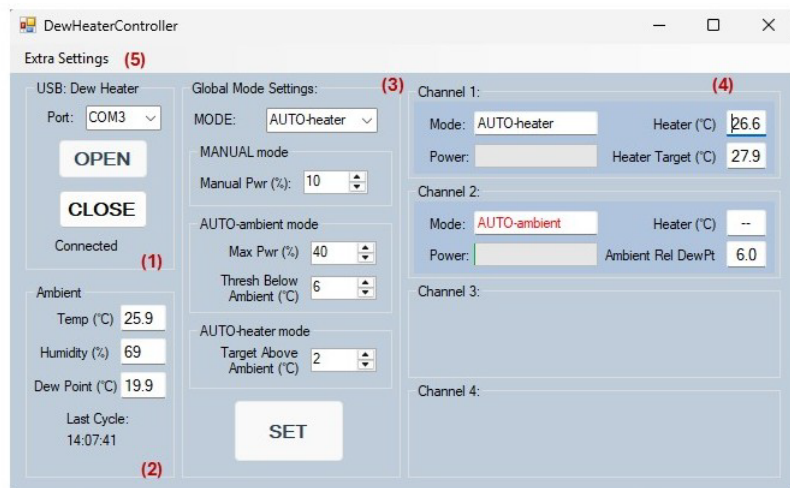 DewHeaterController
Extra Settings (5)
USB: Dew Heater
Port: COM3
OPEN
CLOSE
Connected
(1)
Ambient
Temp (°C) 25.9
Humidity (%) 69
Dew Point (°C) 19.9
Last Cycle:
14:07:41
(2)
Global Mode Settings: (3)
MODE: AUTO-heater
MANUAL mode
Manual Pwr (%): 10
AUTO-ambient mode
Max Pwr (%) 40
Thresh Below
Ambient (°C) 6
AUTO-heater mode
Target Above
Ambient (°C) 2
SET
(4)
Channel 1:
Mode: AUTO-heater Heater (°C) 26.6
Power: Heater Target (°C) 27.9
Channel 2:
Mode: AUTO-ambient Heater (°C) --
Power: Ambient Rel DewPt 6.0
Channel 3:
Channel 4: